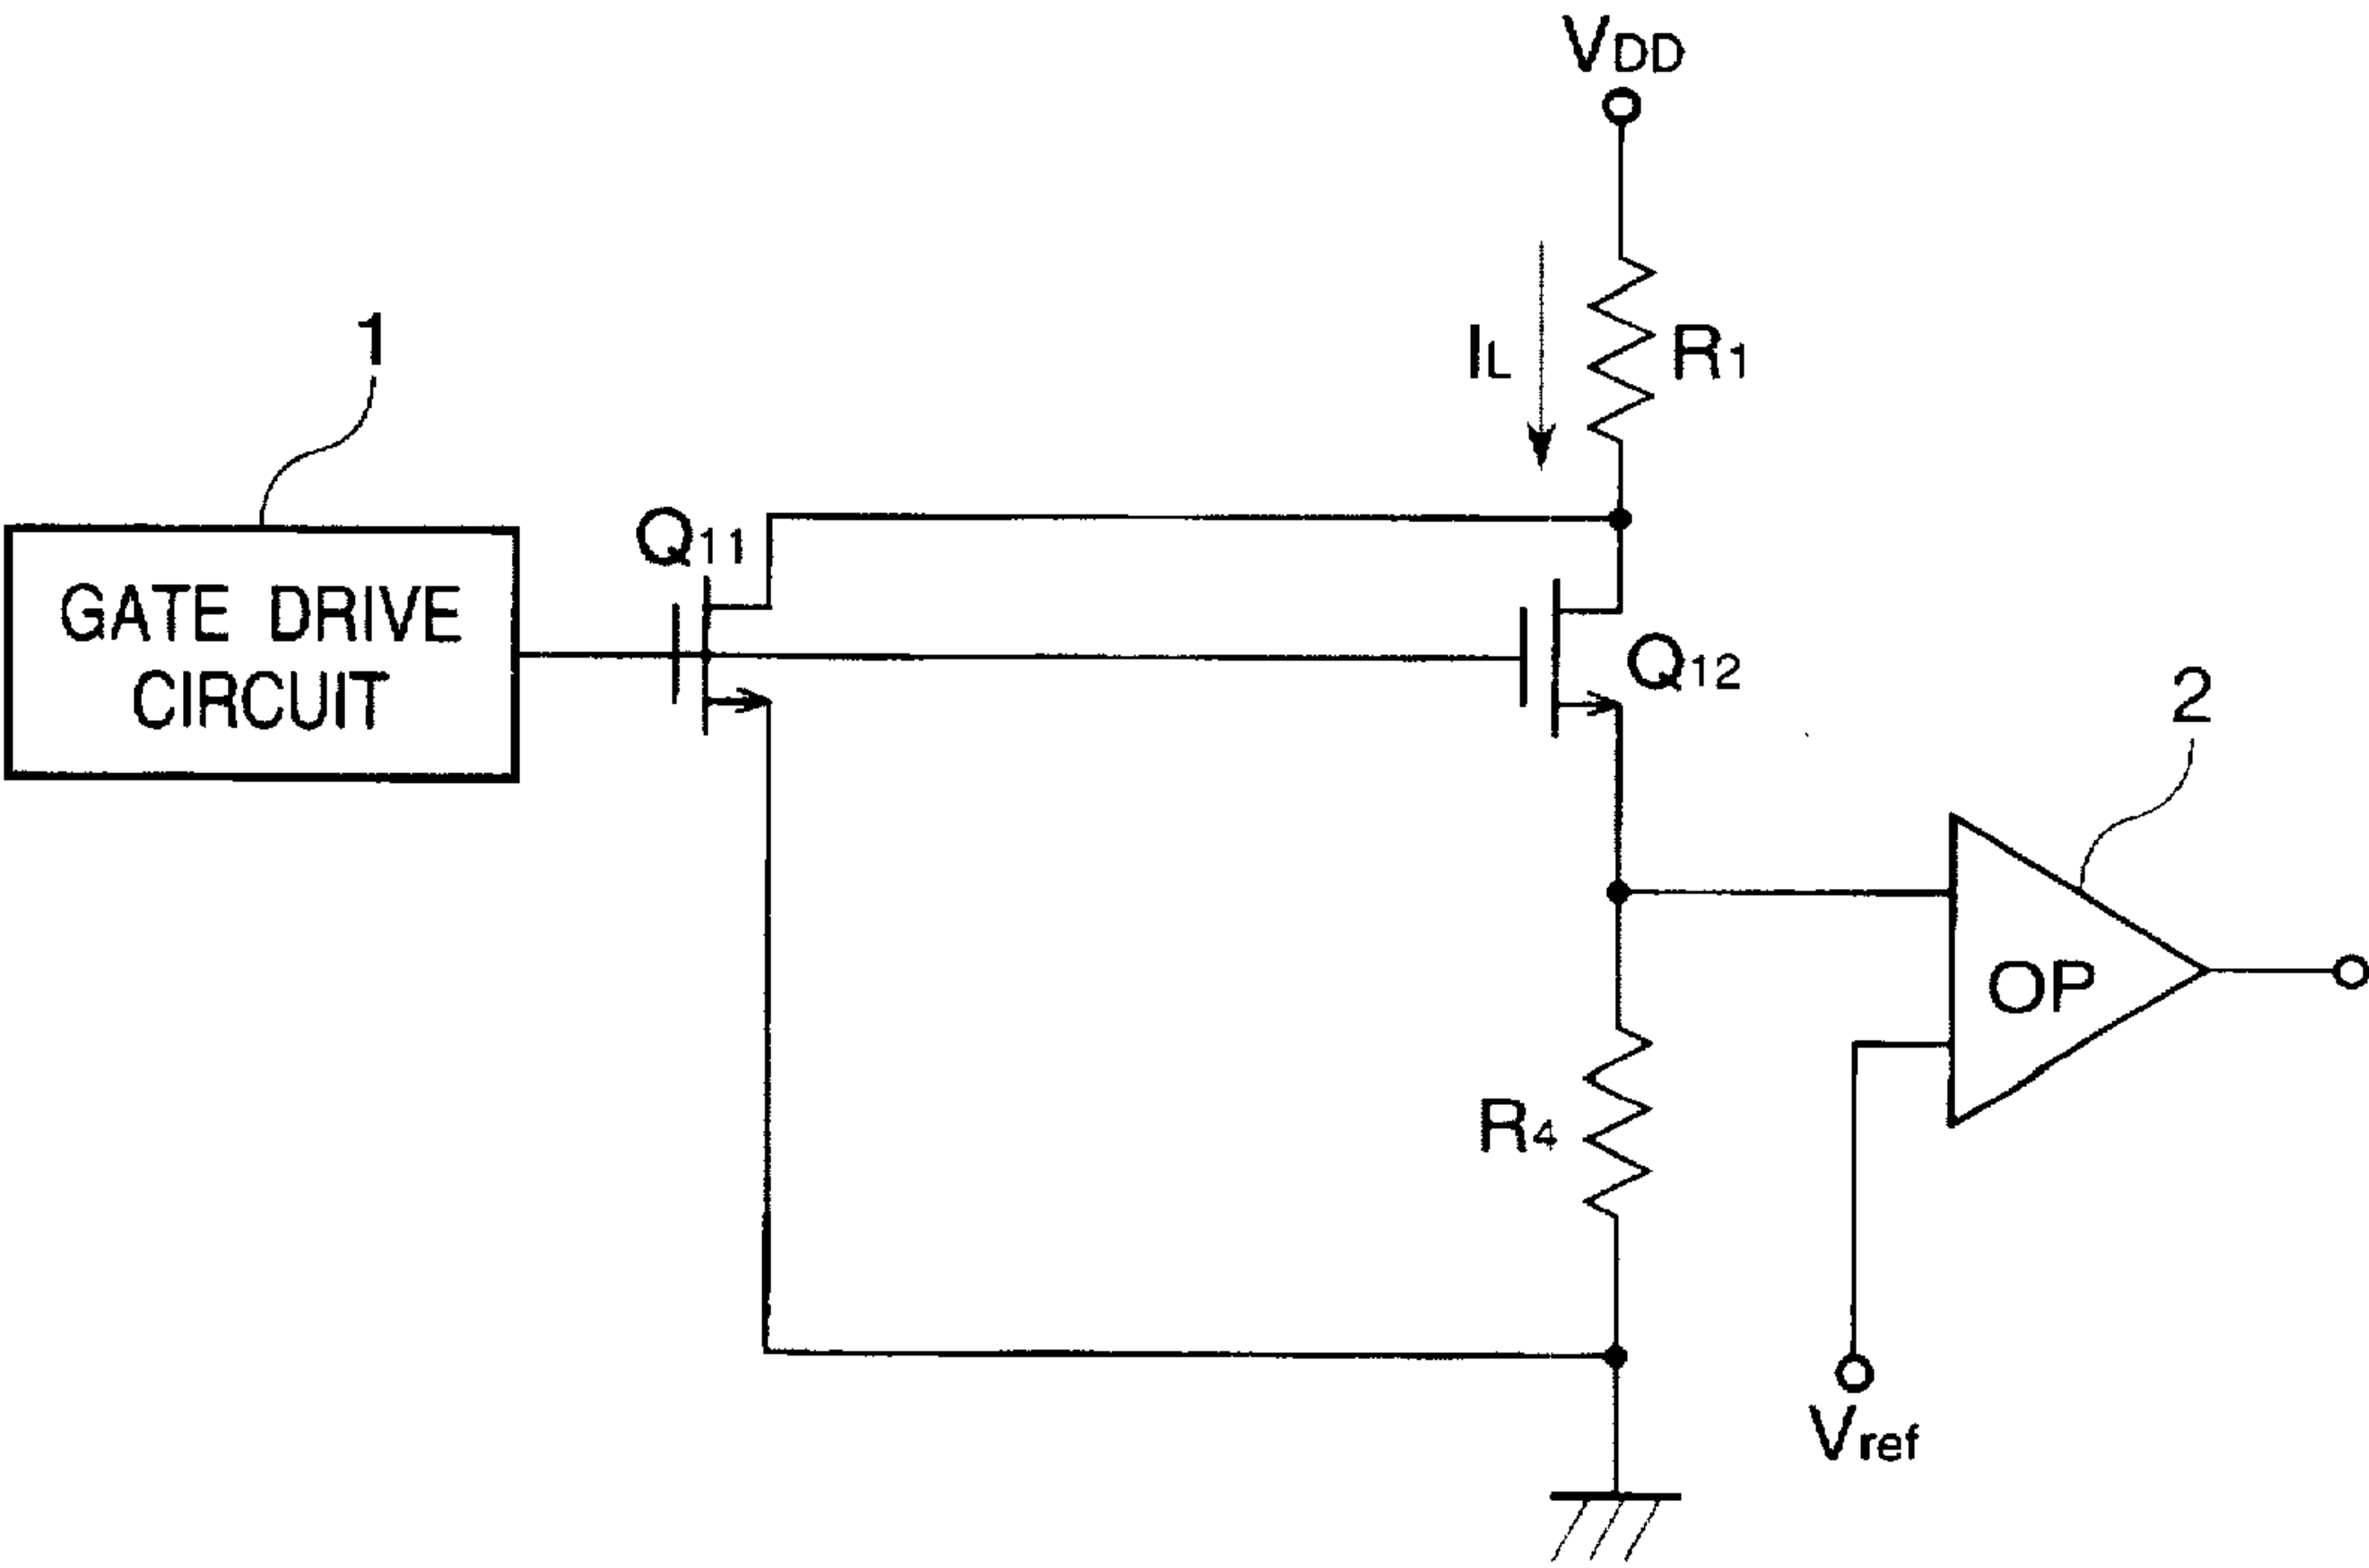 VDD
1
IL
R1
Q11
GATE DRIVE
CIRCUIT
Q12
2
OP
R4
Vref